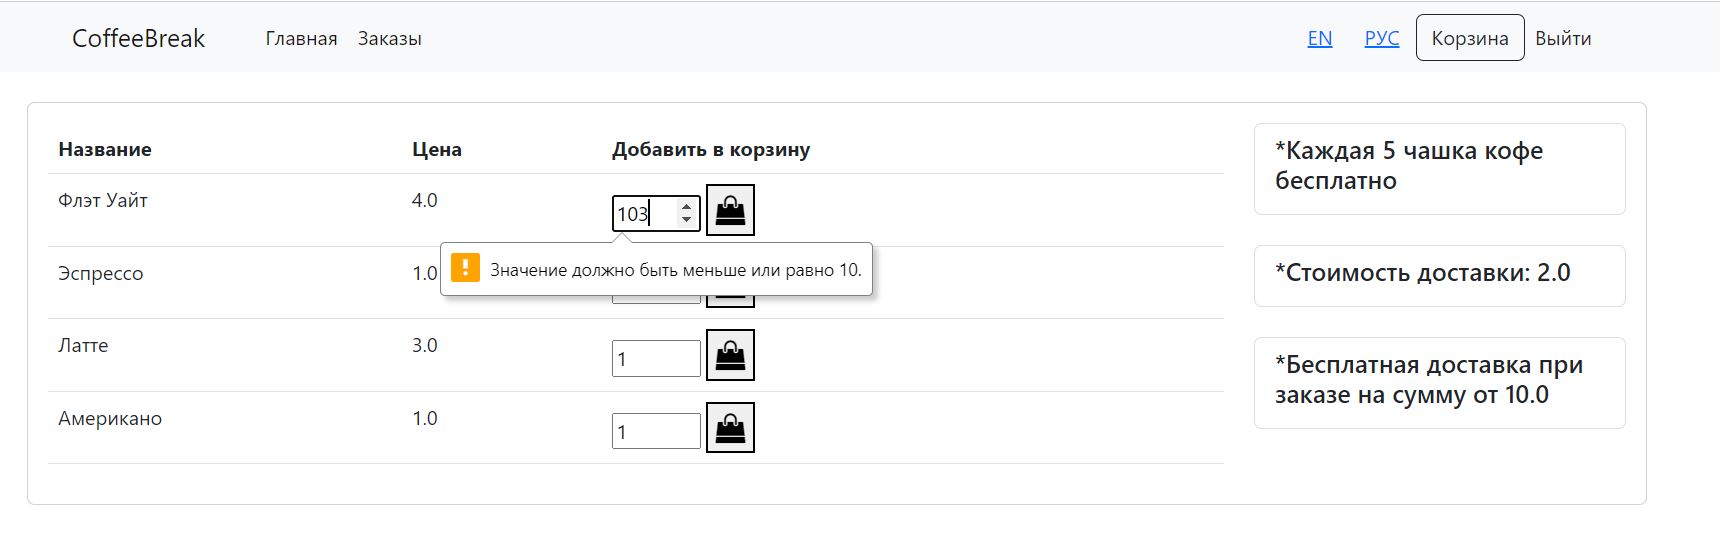 CoffeeBreak Главная Заказы EN РУС Корзина Выйти
Название Цена Добавить в корзину
Флэт Уайт 4.0 103
Значение должно быть меньше или равно 10.
Эспрессо 1.0
Латте 3.0 1
Американо 1.0 1
*Каждая 5 чашка кофе
бесплатно
*Стоимость доставки: 2.0
*Бесплатная доставка при
заказе на сумму от 10.0